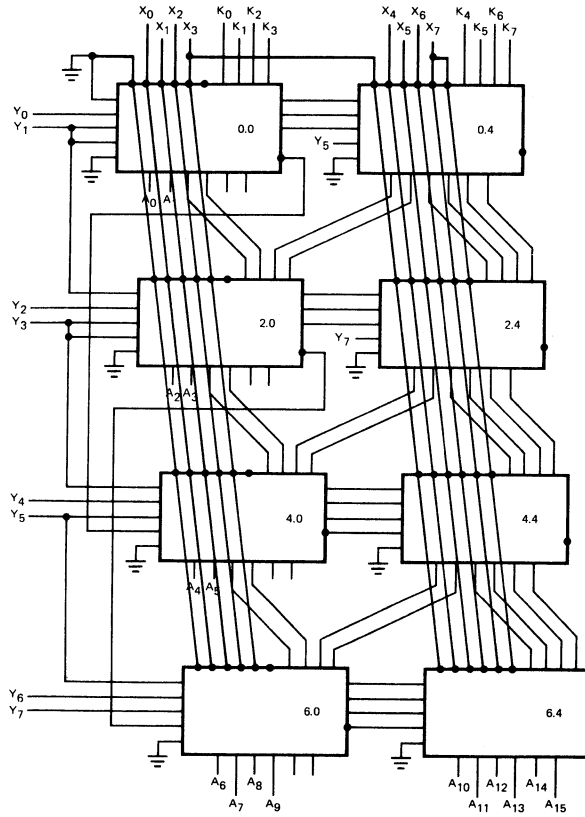 X0 X1 X2 X3 K0 K1 K2 K3 X4 X5 X6 X7 K4 K5 K6 K7
Y0
Y1
0.0
Y5
0.4
A0 A
Y2
Y3
2.0
Y7
2.4
A2 A3
Y4
Y5
4.0
4.4
A4 A5
Y6
Y7
6.0
6.4
A6 A7 A8 A9
A10 A11 A12 A13 A14 A15